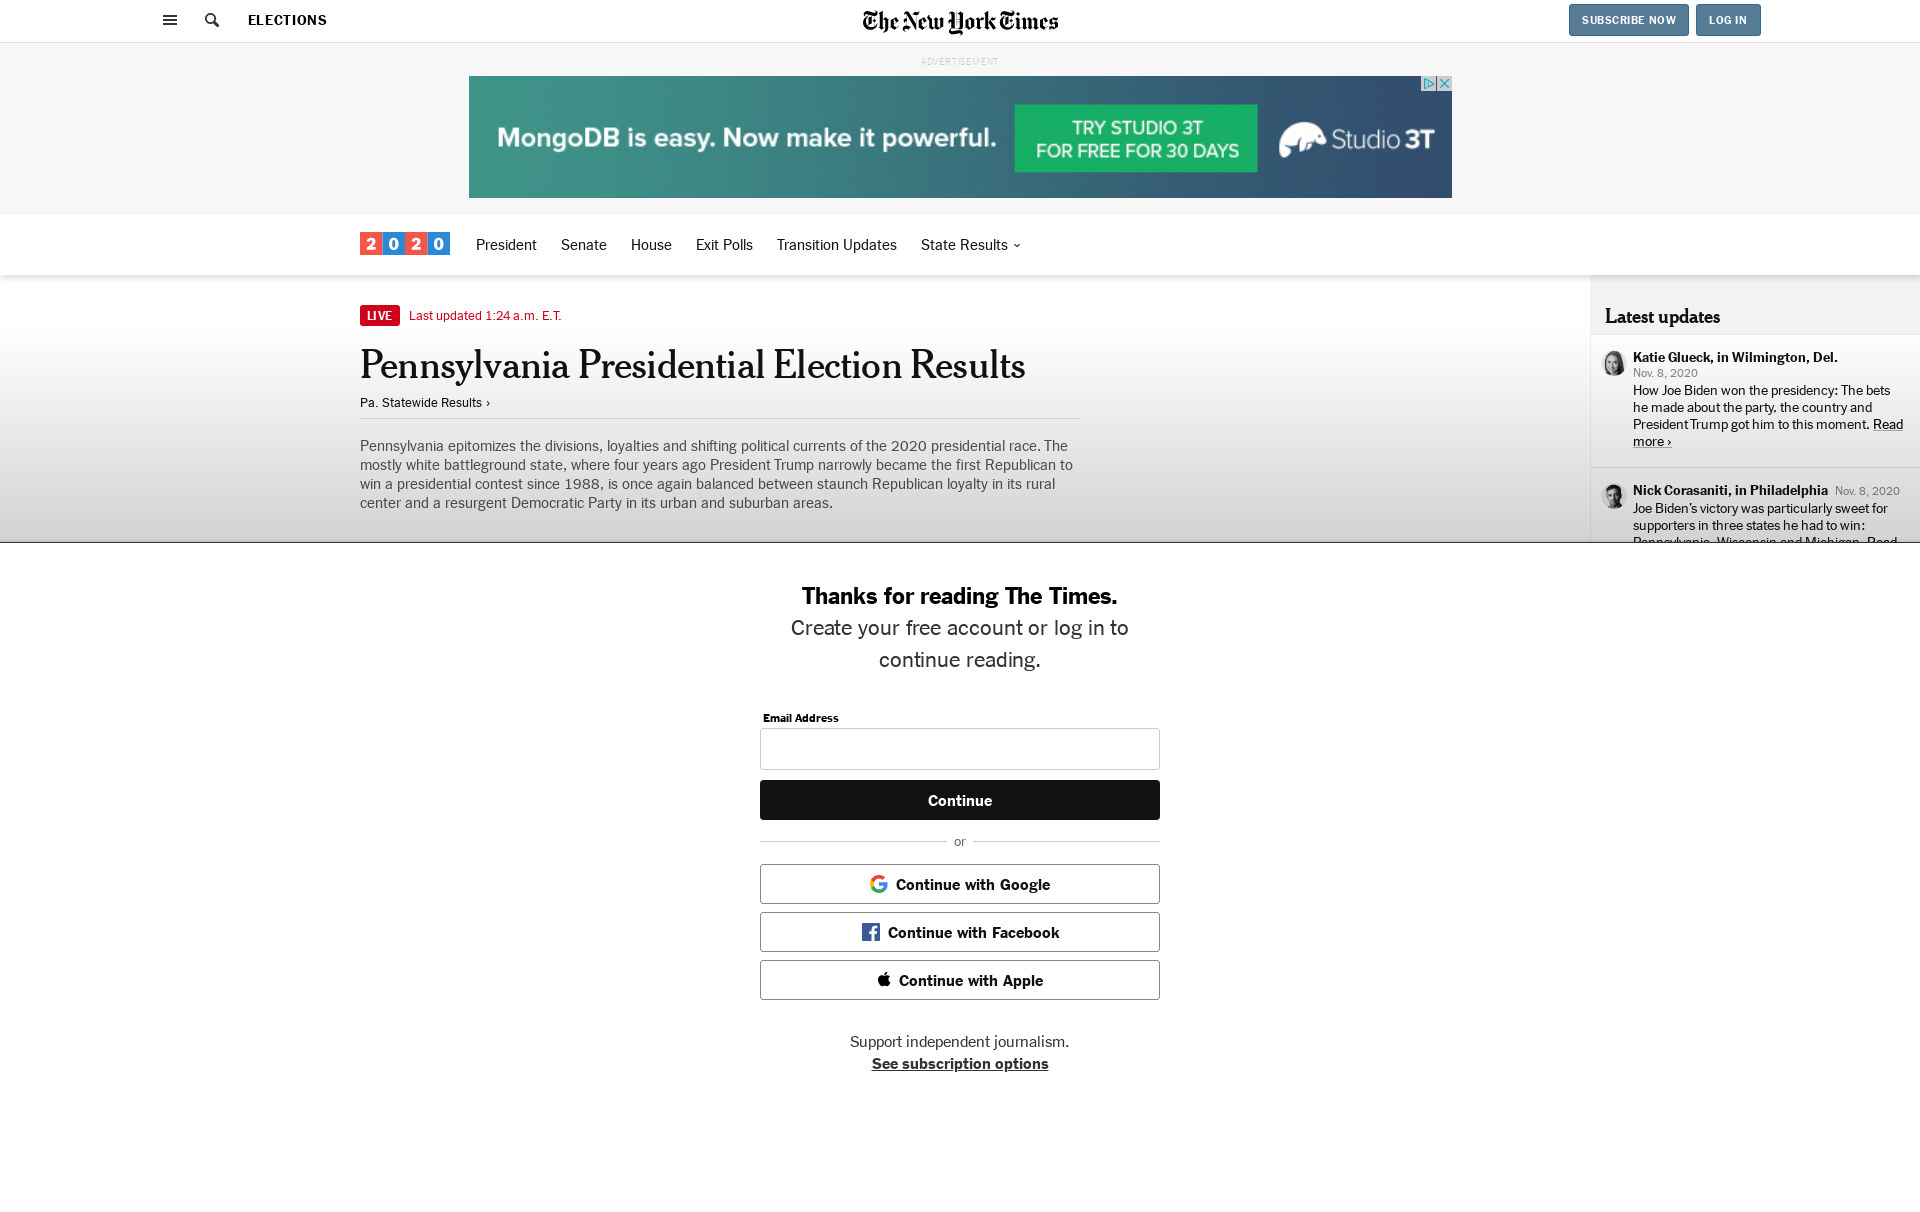 ELECTIONS
The New York Times
SUBSCRIBE NOW
LOG IN
ADVERTISEMENT
MongoDB is easy. Now make it powerful.
TRY STUDIO 3T
FOR FREE FOR 30 DAYS
Studio 3T
2020
President
Senate
House
Exit Polls
Transition Updates
State Results
LIVE Last updated 1:24 a.m. E.T.
Pennsylvania Presidential Election Results
Pa. Statewide Results ›
Pennsylvania epitomizes the divisions, loyalties and shifting political currents of the 2020 presidential race. The
mostly white battleground state, where four years ago President Trump narrowly became the first Republican to
win a presidential contest since 1988, is once again balanced between staunch Republican loyalty in its rural
center and a resurgent Democratic Party in its urban and suburban areas.
Latest updates
Katie Glueck, in Wilmington, Del.
Nov. 8, 2020
How Joe Biden won the presidency: The bets
he made about the party, the country and
President Trump got him to this moment. Read
more ›
Nick Corasaniti, in Philadelphia Nov. 8, 2020
Joe Biden’s victory was particularly sweet for
supporters in three states he had to win:
Pennsylvania, Wisconsin and Michigan. Read
Thanks for reading The Times.
Create your free account or log in to
continue reading.
Email Address
Continue
or
Continue with Google
Continue with Facebook
Continue with Apple
Support independent journalism.
See subscription options